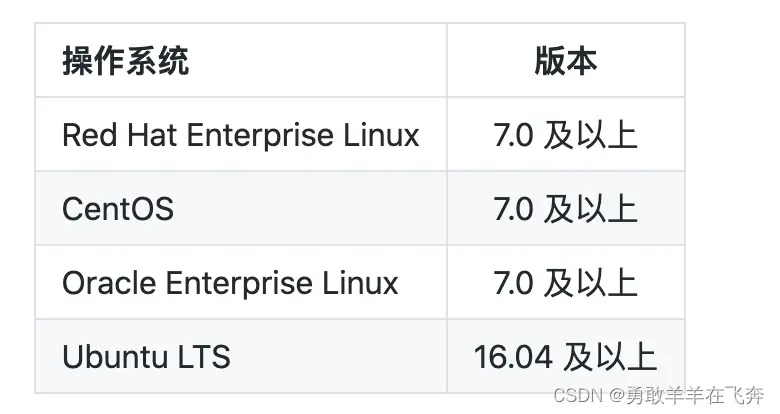 操作系统 版本
Red Hat Enterprise Linux 7.0 及以上
CentOS 7.0 及以上
Oracle Enterprise Linux 7.0 及以上
Ubuntu LTS 16.04 及以上
CSDN @勇敢羊羊在飞奔